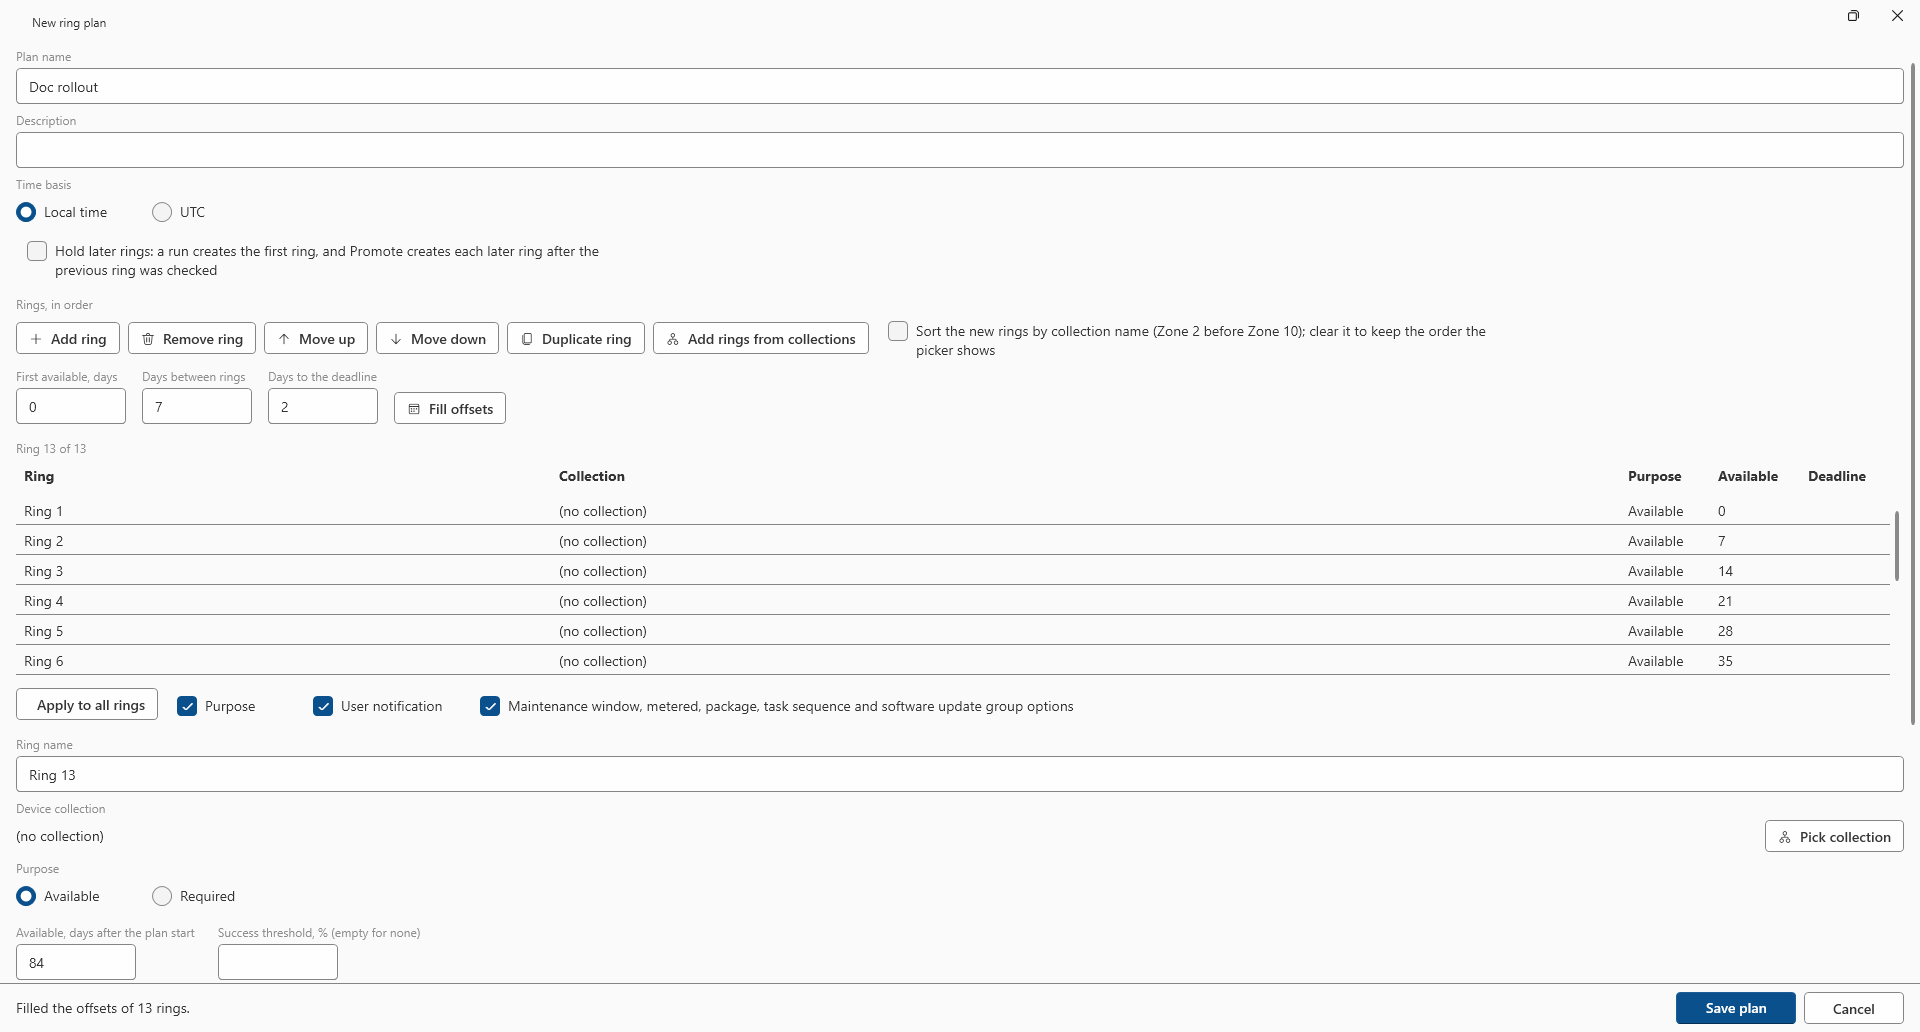 New ring plan
Plan name
Doc rollout
Description
Time basis
Local time
UTC
Hold later rings: a run creates the first ring, and Promote creates each later ring after the
previous ring was checked
Rings, in order
Add ring
Remove ring
Move up
Move down
Duplicate ring
Add rings from collections
Sort the new rings by collection name (Zone 2 before Zone 10); clear it to keep the order the
picker shows
First available, days
Days between rings
Days to the deadline
0
7
2
Fill offsets
Ring 13 of 13
Ring Collection Purpose Available Deadline
Ring 1 (no collection) Available 0
Ring 2 (no collection) Available 7
Ring 3 (no collection) Available 14
Ring 4 (no collection) Available 21
Ring 5 (no collection) Available 28
Ring 6 (no collection) Available 35
Apply to all rings
Purpose
User notification
Maintenance window, metered, package, task sequence and software update group options
Ring name
Ring 13
Device collection
(no collection)
Pick collection
Purpose
Available
Required
Available, days after the plan start
Success threshold, % (empty for none)
84
Filled the offsets of 13 rings.
Save plan
Cancel